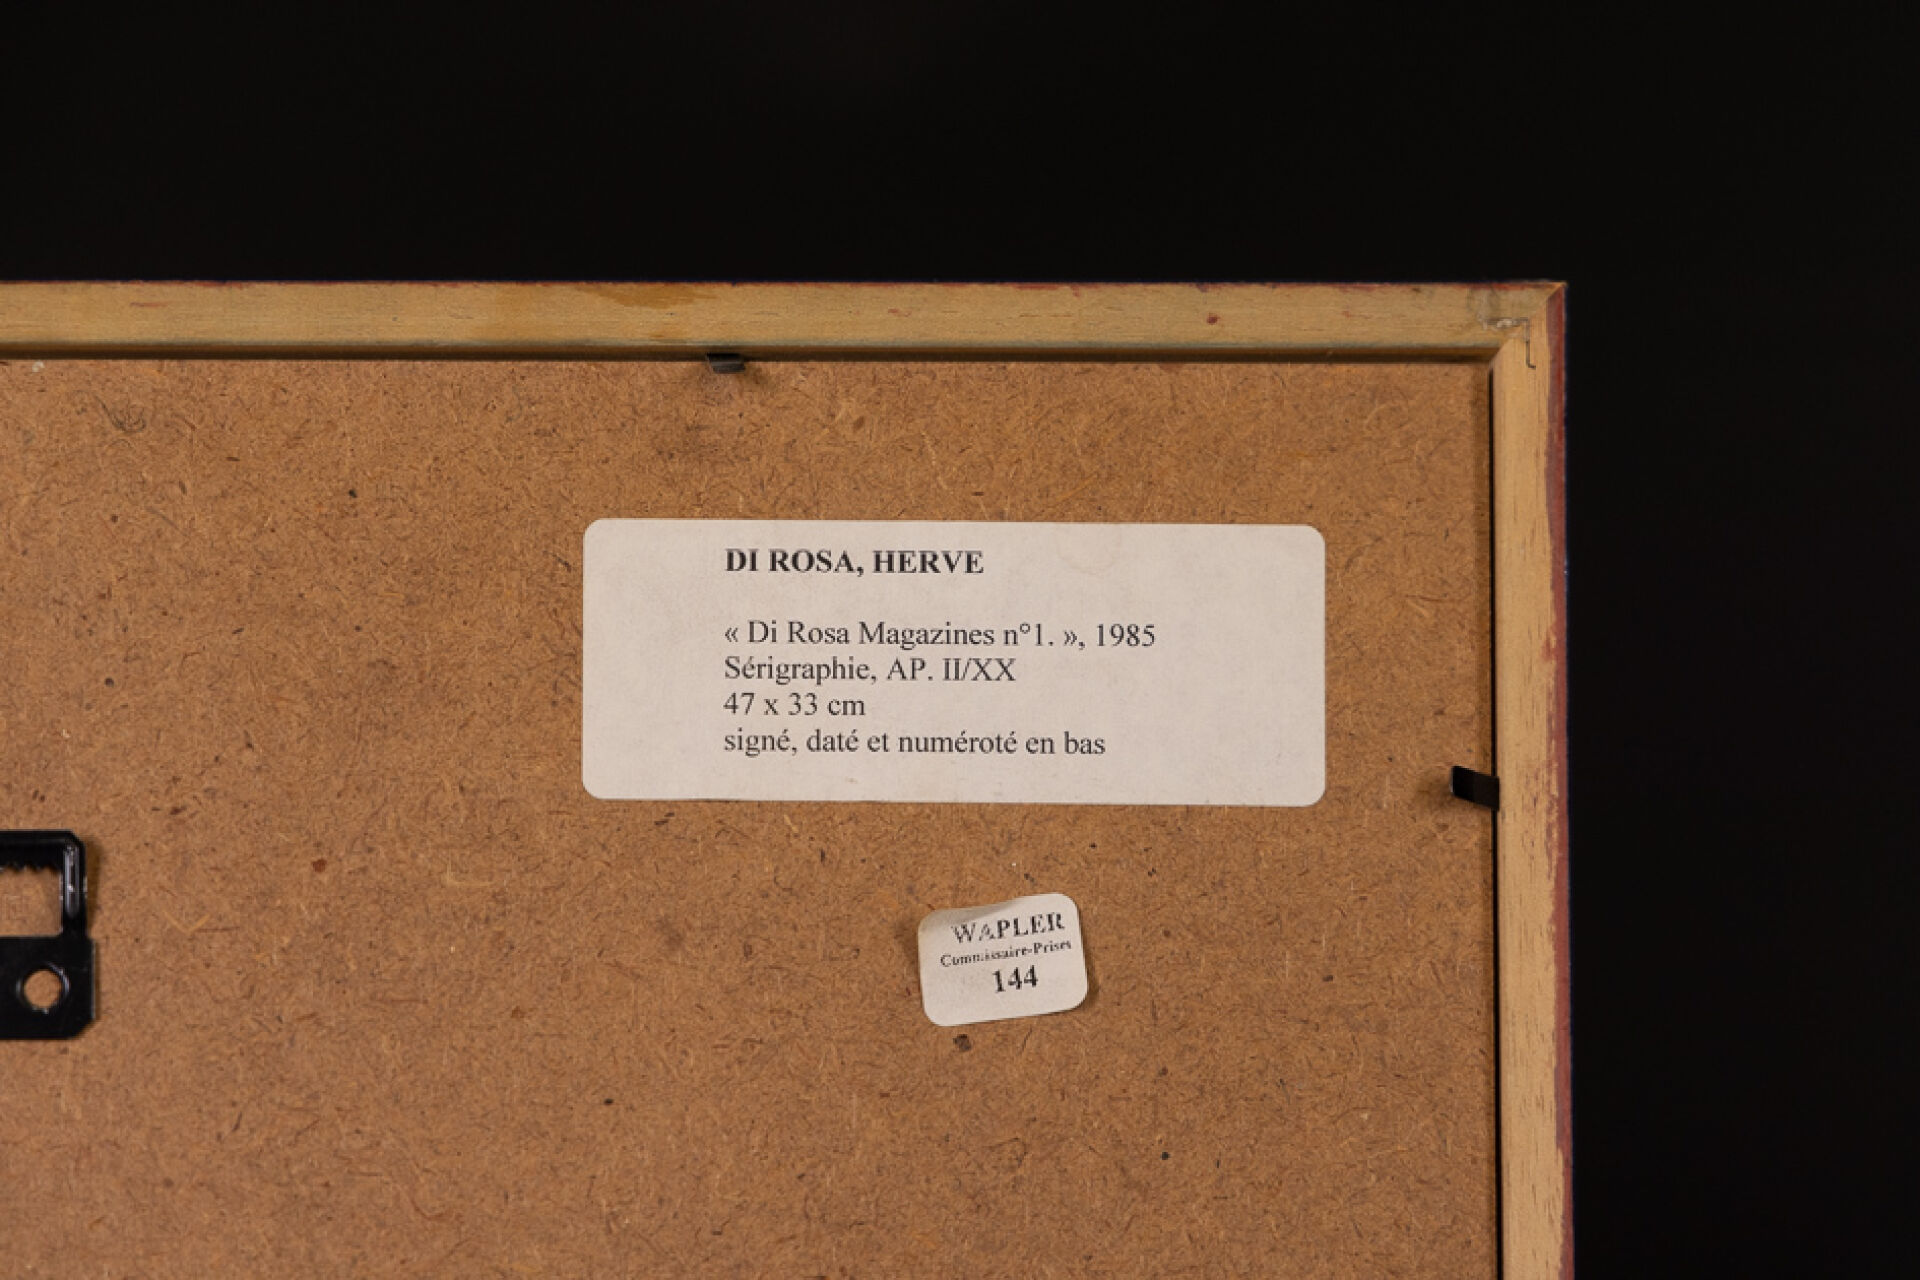 DI ROSA, HERVE
« Di Rosa Magazines n°1. », 1985
Sérigraphie, AP. II/XX
47 x 33 cm
signé, daté et numéroté en bas
WAPLER
Commissaire-Prises
144